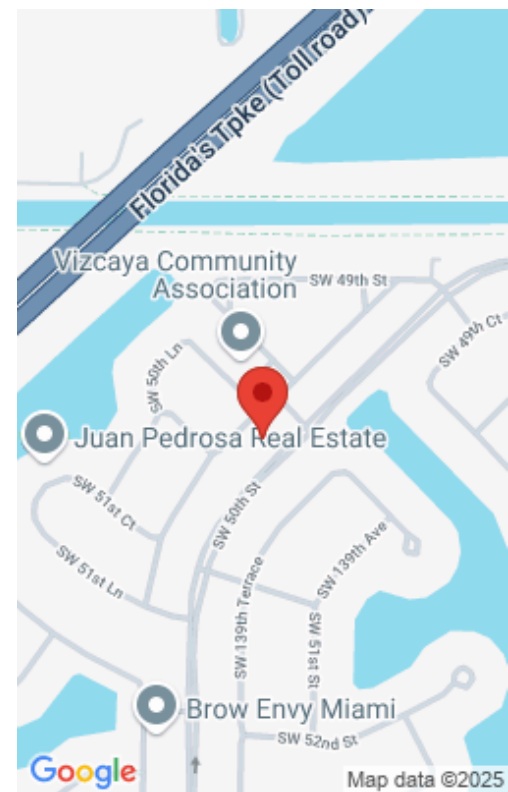 Florida's Tpke (Toll road)
Vizcaya Community
Association
SW 49th St
SW 49th Ct
SW 50th Ln
Juan Pedrosa Real Estate
SW 51st Ct
SW 50th St
SW 51st Ln
SW 139th Ave
SW 139th Terrace
SW 51st St
Brow Envy Miami
SW 52nd St
Google
Map data ©2025